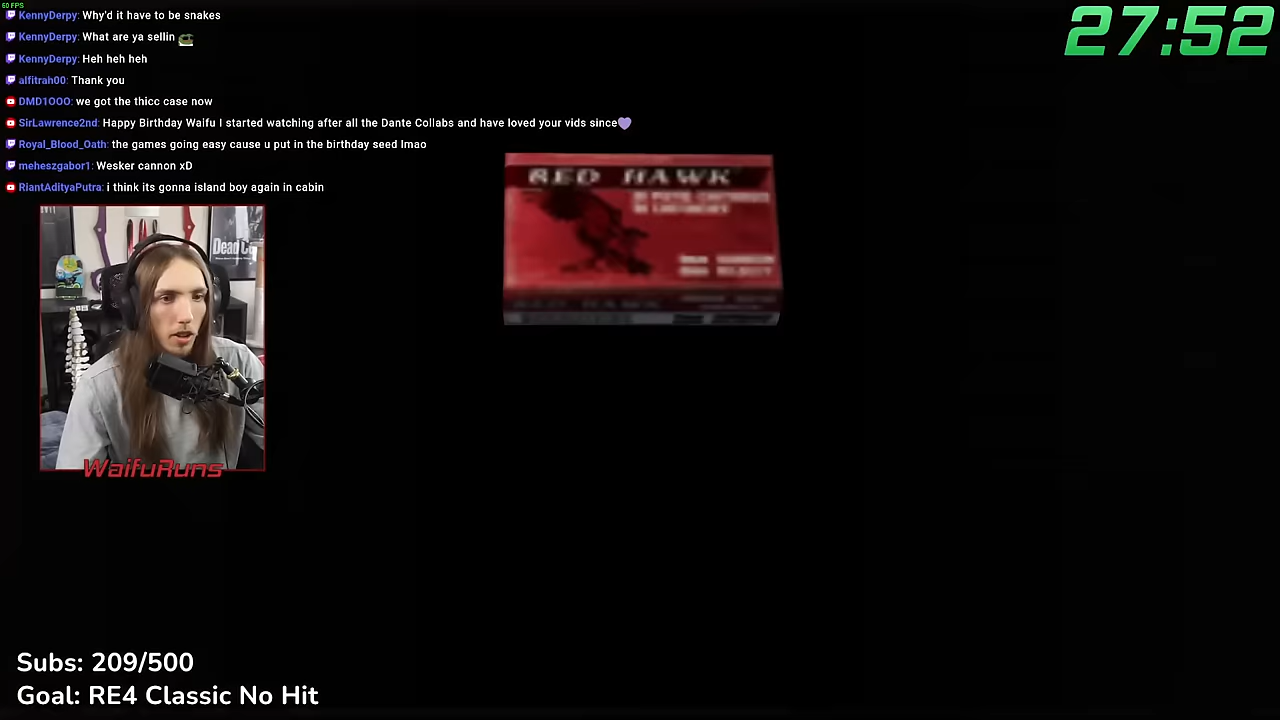 60 FPS
KennyDerpy: Why'd it have to be snakes
KennyDerpy: What are ya sellin
KennyDerpy: Heh heh heh
alfitrah00: Thank you
DMD1OOO: we got the thicc case now
SirLawrence2nd: Happy Birthday Waifu I started watching after all the Dante Collabs and have loved your vids since
Royal_Blood_Oath: the games going easy cause u put in the birthday seed lmao
meheszgabor1: Wesker cannon xD
RiantAdityaPutra: i think its gonna island boy again in cabin
27:52
RED HAWK
RED HAWK
WaifuRuns
Subs: 209/500
Goal: RE4 Classic No Hit